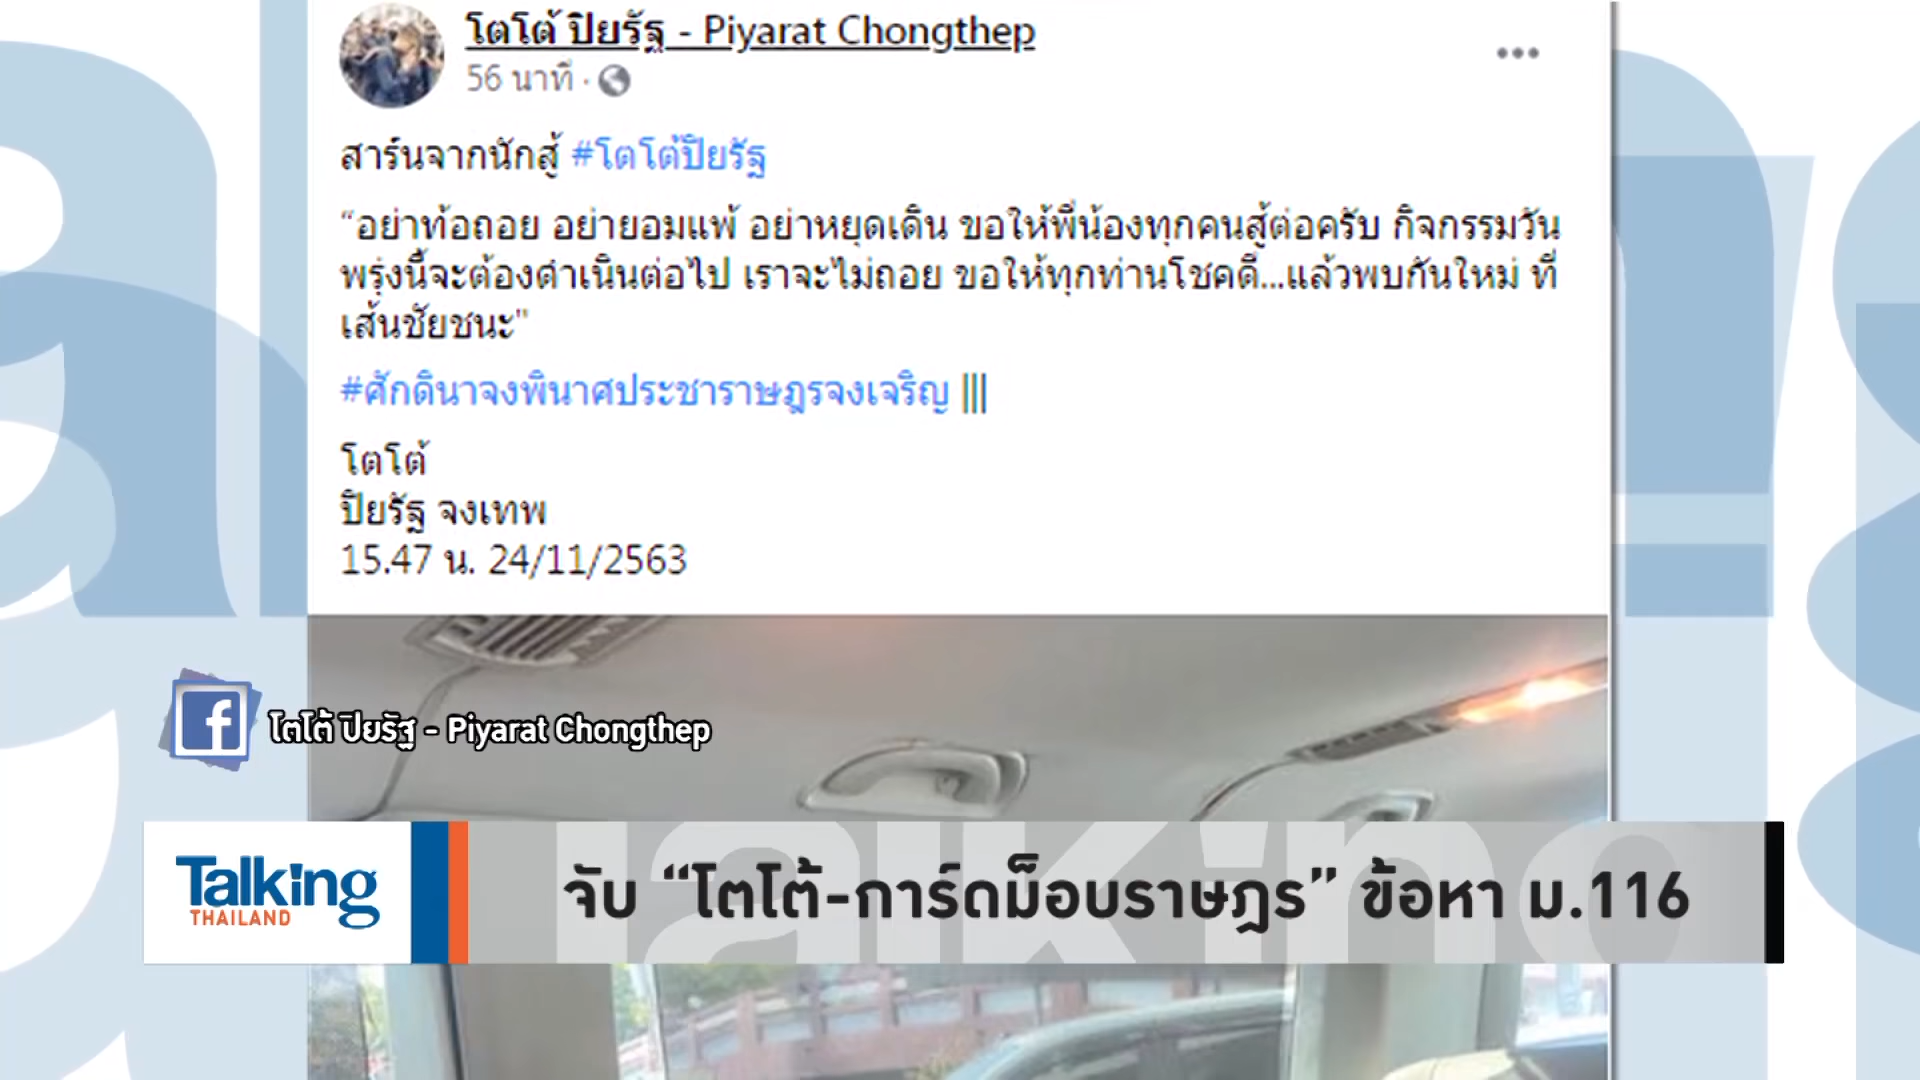 โตโต้ ปิยรัฐ - Piyarat Chongthep
56 นาที ·
สาร์นจากนักสู้ #โตโต้ปิยรัฐ
“อย่าท้อถอย อย่ายอมแพ้ อย่าหยุดเดิน ขอให้พี่น้องทุกคนสู้ต่อครับ กิจกรรมวัน
พรุ่งนี้จะต้องดำเนินต่อไป เราจะไม่ถอย ขอให้ทุกท่านโชคดี...แล้วพบกันใหม่ ที่
เส้นชัยชนะ"
#ศักดินาจงพินาศประชาราษฎรจงเจริญ |||
โตโต้
ปิยรัฐ จงเทพ
15.47 น. 24/11/2563
f โตโต้ ปิยรัฐ - Piyarat Chongthep
Talking
THAILAND
จับ “โตโต้-การ์ดม็อบราษฎร” ข้อหา ม.116